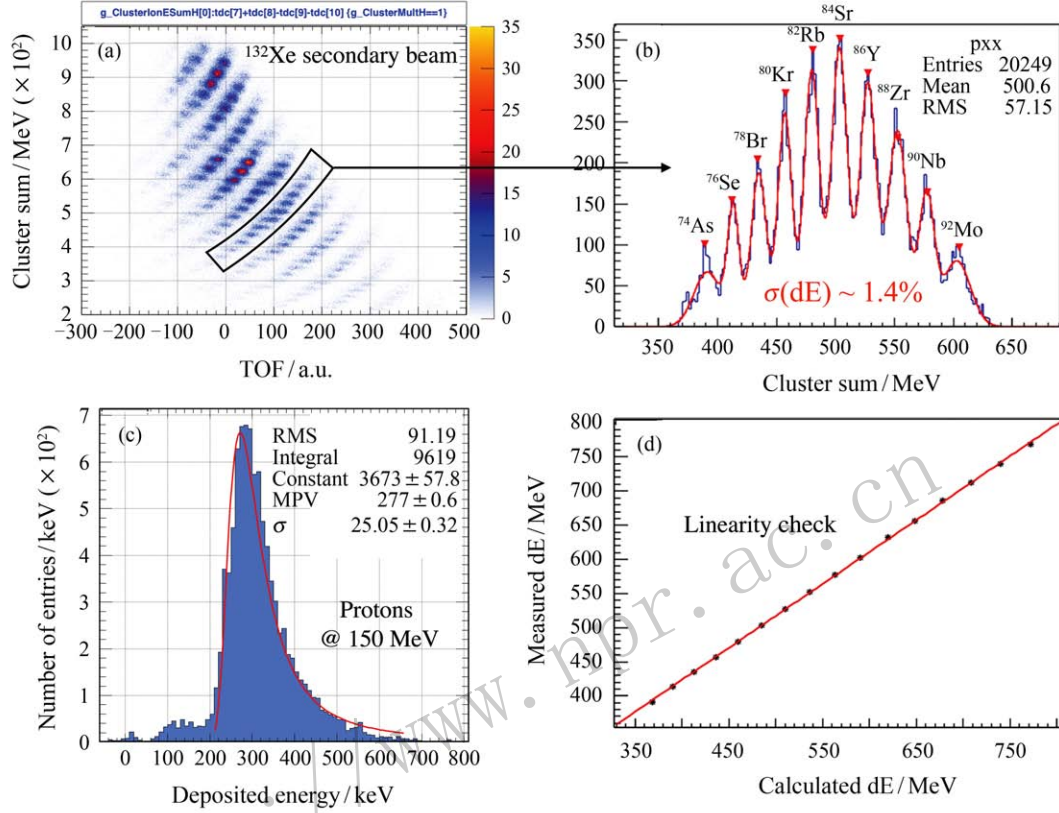 g_ClusterIonESumH[0]:tdc[7]+tdc[8]-tdc[9]-tdc[10] {g_ClusterMultH==1}
(a)
¹³²Xe secondary beam
Cluster sum / MeV (×10²)
10
9
8
7
6
5
4
3
2
−300 −200 −100 0 100 200 300 400 500
TOF / a.u.
35
30
25
20
15
10
5
0
(b)
pxx
Entries 20249
Mean 500.6
RMS 57.15
⁷⁴As
⁷⁶Se
⁷⁸Br
⁸⁰Kr
⁸²Rb
⁸⁴Sr
⁸⁶Y
⁸⁸Zr
⁹⁰Nb
⁹²Mo
σ(dE) ~ 1.4%
350
300
250
200
150
100
50
0
350 400 450 500 550 600 650
Cluster sum / MeV
(c)
RMS 91.19
Integral 9619
Constant 3673 ± 57.8
MPV 277 ± 0.6
σ 25.05 ± 0.32
Protons
@ 150 MeV
Number of entries / keV (×10²)
7
6
5
4
3
2
1
0
0 100 200 300 400 500 600 700 800
Deposited energy / keV
(d)
Linearity check
Measured dE / MeV
800
750
700
650
600
550
500
450
400
350 450 550 650 750
Calculated dE / MeV
://www.npr.ac.cn